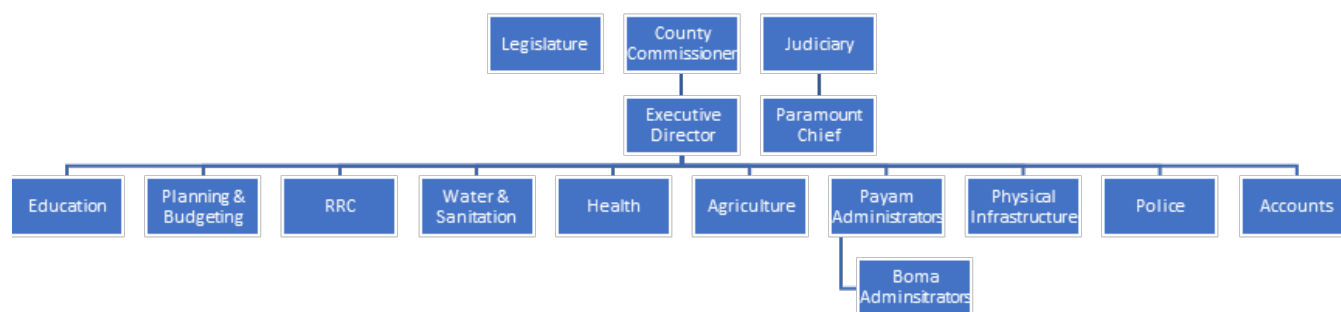 Legislature
County
Commissioner
Judiciary
Executive
Director
Paramount
Chief
Education
Planning &
Budgeting
RRC
Water &
Sanitation
Health
Agriculture
Payam
Administrators
Physical
Infrastructure
Police
Accounts
Boma
Adminsitrators